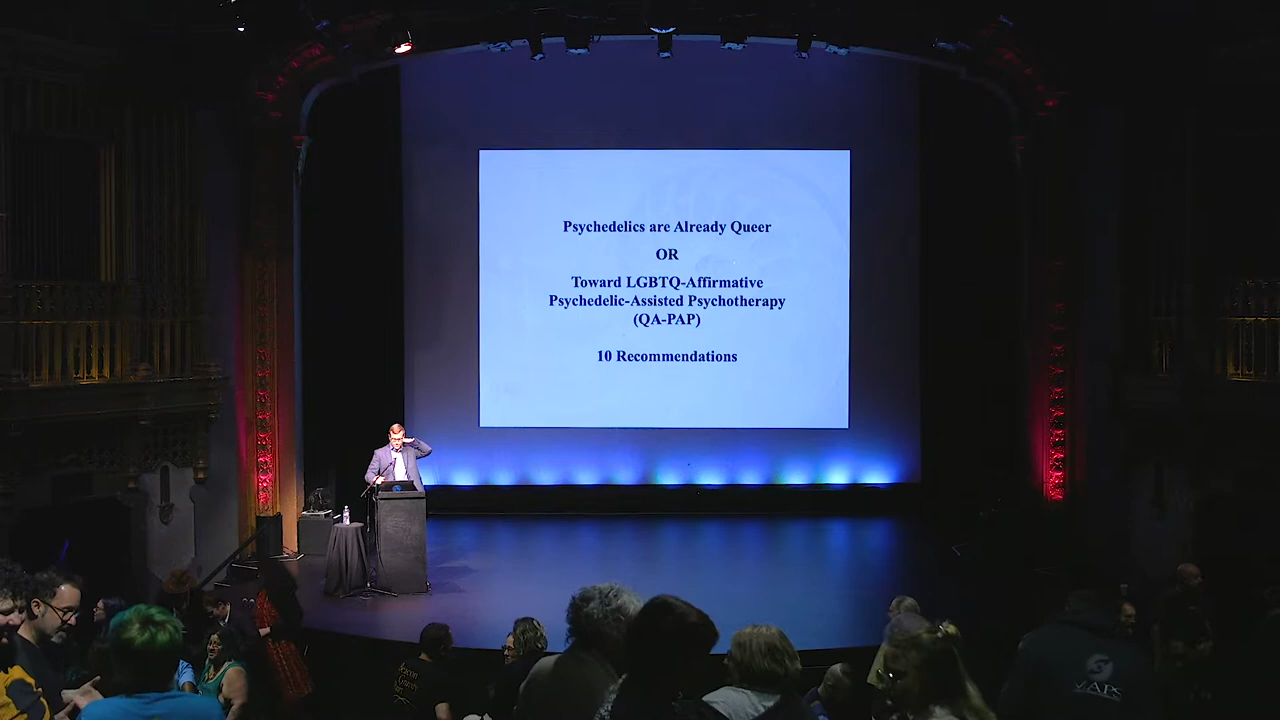 Psychedelics are Already Queer
OR
Toward LGBTQ-Affirmative
Psychedelic-Assisted Psychotherapy
(QA-PAP)
10 Recommendations